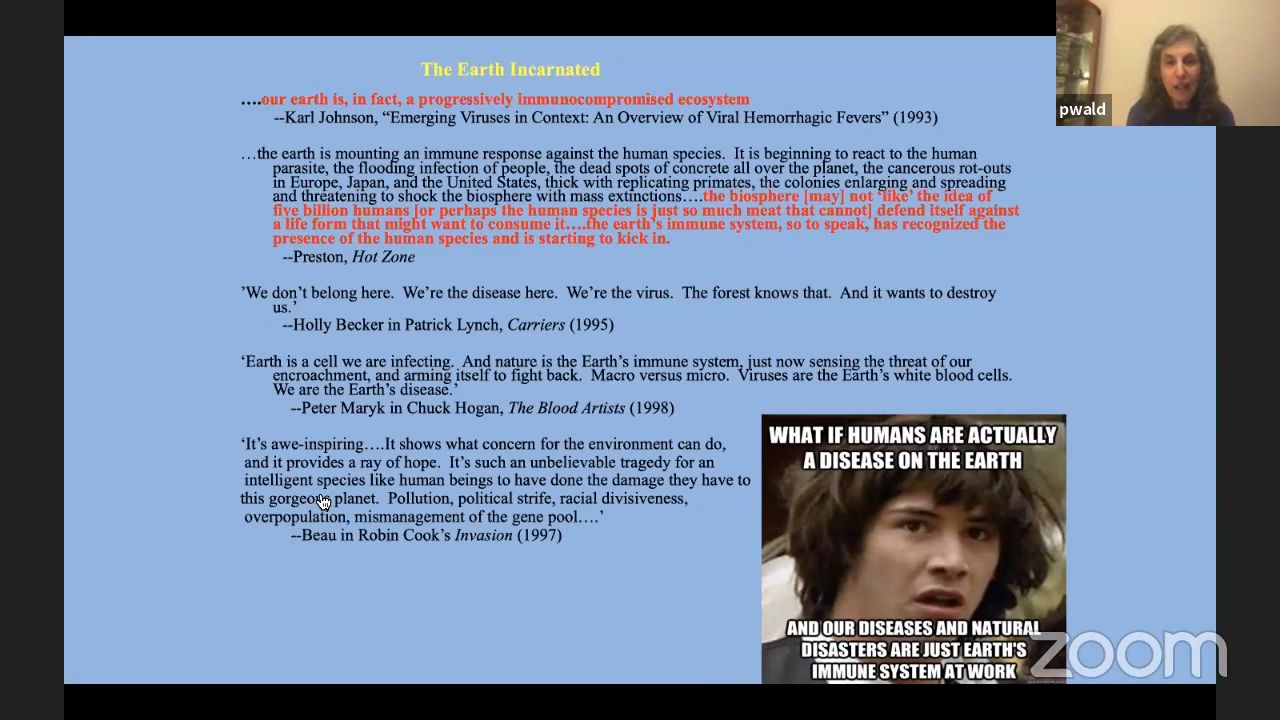 The Earth Incarnated
….our earth is, in fact, a progressively immunocompromised ecosystem
--Karl Johnson, “Emerging Viruses in Context: An Overview of Viral Hemorrhagic Fevers” (1993)
…the earth is mounting an immune response against the human species. It is beginning to react to the human
parasite, the flooding infection of people, the dead spots of concrete all over the planet, the cancerous rot-outs
in Europe, Japan, and the United States, thick with replicating primates, the colonies enlarging and spreading
and threatening to shock the biosphere with mass extinctions….the biosphere [may] not ‘like’ the idea of
five billion humans [or perhaps the human species is just so much meat that cannot] defend itself against
a life form that might want to consume it….the earth’s immune system, so to speak, has recognized the
presence of the human species and is starting to kick in.
--Preston, Hot Zone
’We don’t belong here. We’re the disease here. We’re the virus. The forest knows that. And it wants to destroy
us.’
--Holly Becker in Patrick Lynch, Carriers (1995)
‘Earth is a cell we are infecting. And nature is the Earth’s immune system, just now sensing the threat of our
encroachment, and arming itself to fight back. Macro versus micro. Viruses are the Earth’s white blood cells.
We are the Earth’s disease.’
--Peter Maryk in Chuck Hogan, The Blood Artists (1998)
‘It’s awe-inspiring….It shows what concern for the environment can do,
and it provides a ray of hope. It’s such an unbelievable tragedy for an
intelligent species like human beings to have done the damage they have to
this gorgeous planet. Pollution, political strife, racial divisiveness,
overpopulation, mismanagement of the gene pool….’
--Beau in Robin Cook’s Invasion (1997)
WHAT IF HUMANS ARE ACTUALLY
A DISEASE ON THE EARTH
AND OUR DISEASES AND NATURAL
DISASTERS ARE JUST EARTH'S
IMMUNE SYSTEM AT WORK
pwald
zoom